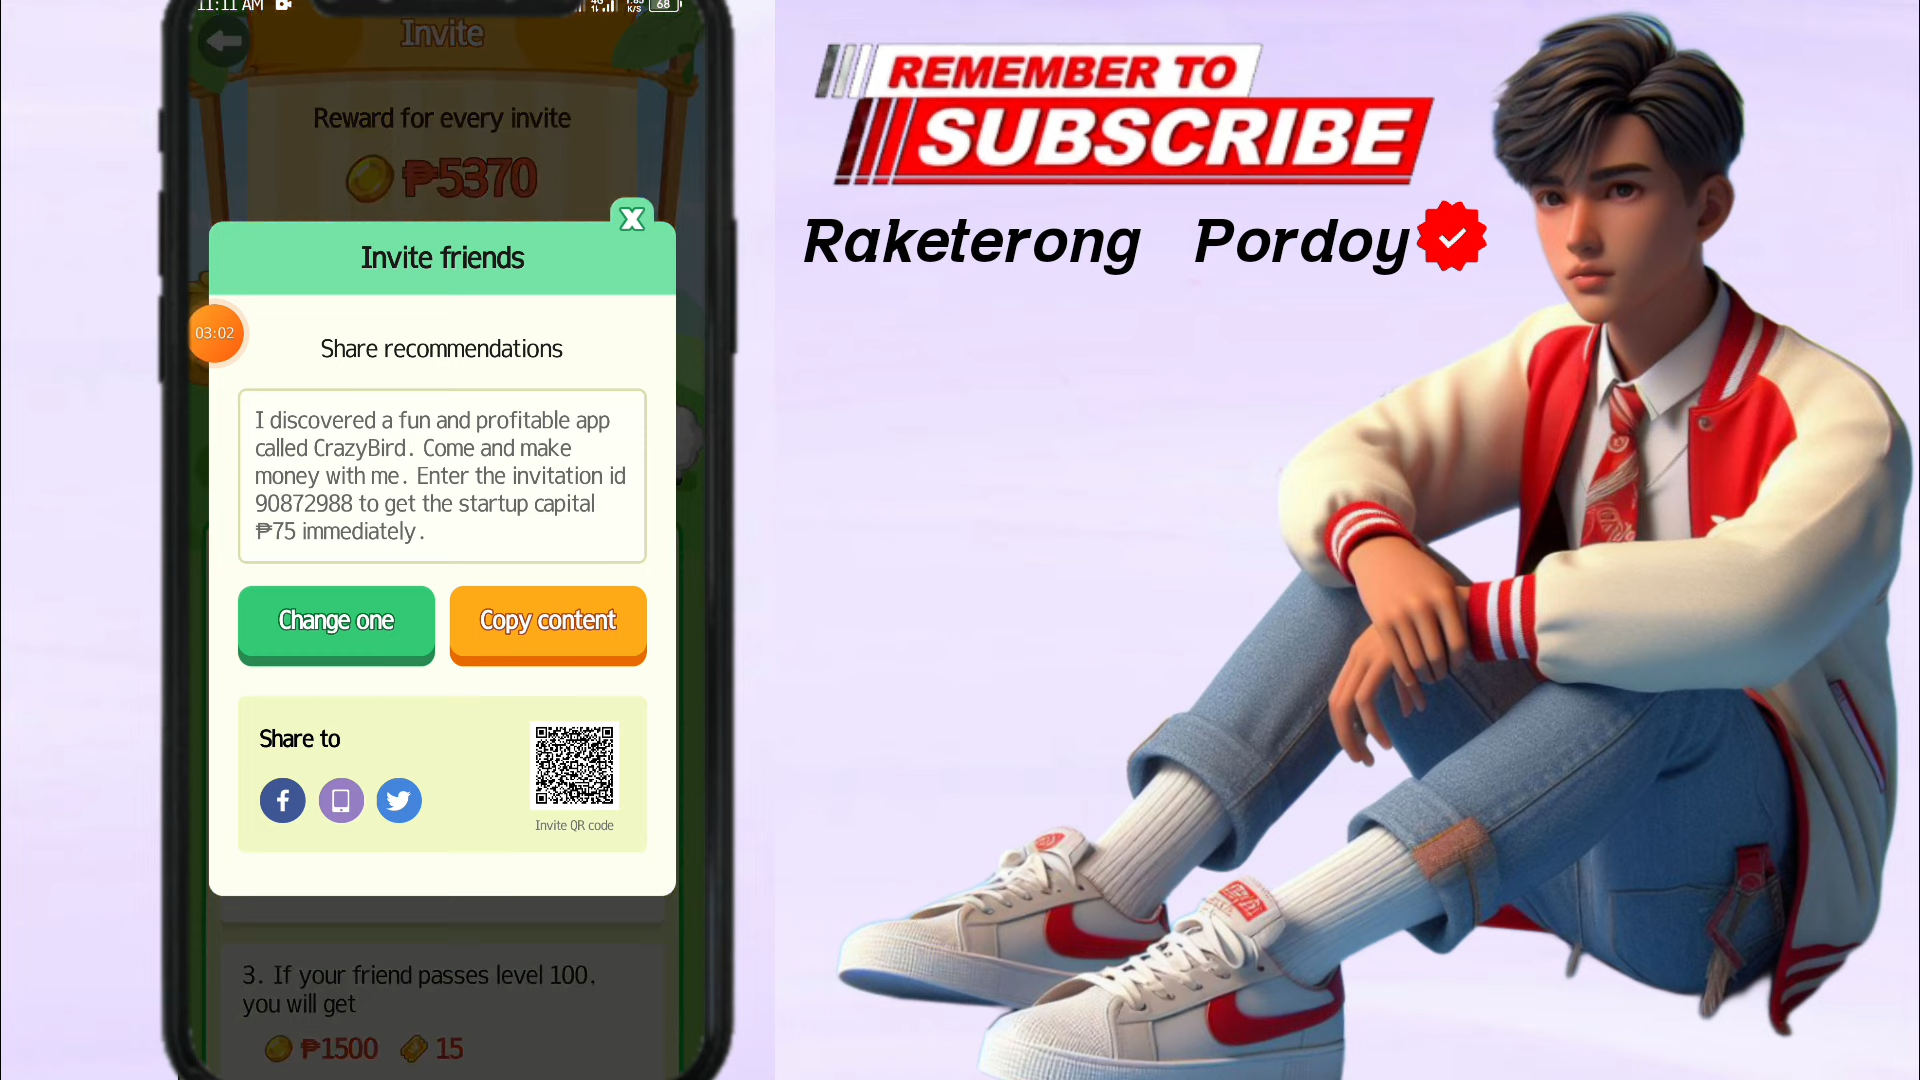 11:11 AM
68
Invite
Reward for every invite
₱5370
X
Invite friends
03:02
Share recommendations
I discovered a fun and profitable app
called CrazyBird. Come and make
money with me. Enter the invitation id
90872988 to get the startup capital
₱75 immediately.
Change one
Copy content
Share to
Invite QR code
3. If your friend passes level 100,
you will get
₱1500
15
REMEMBER TO
SUBSCRIBE
Raketerong Pordoy